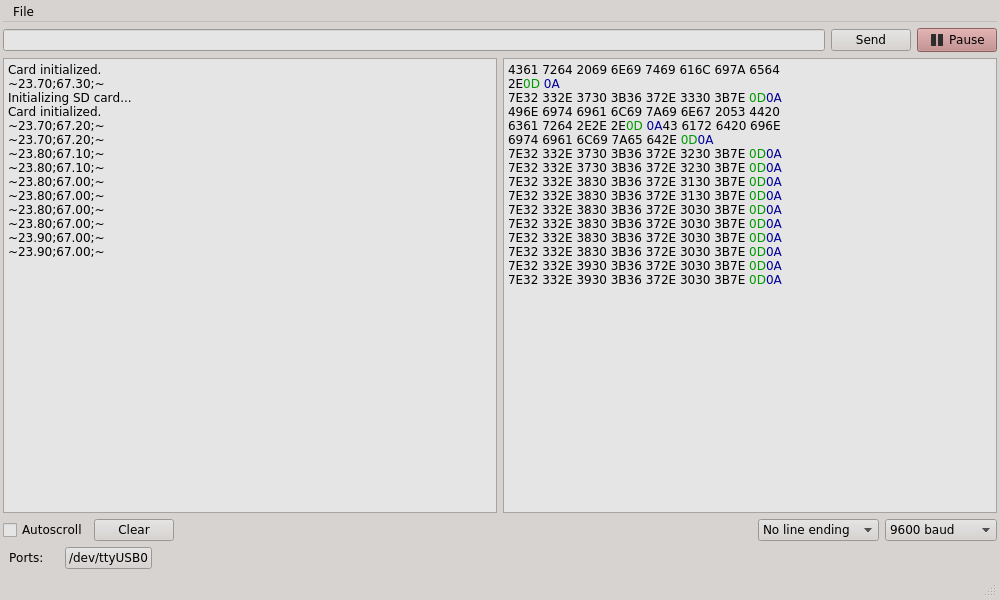 File
Send
Pause
Card initialized.
~23.70;67.30;~
Initializing SD card...
Card initialized.
~23.70;67.20;~
~23.70;67.20;~
~23.80;67.10;~
~23.80;67.10;~
~23.80;67.00;~
~23.80;67.00;~
~23.80;67.00;~
~23.80;67.00;~
~23.90;67.00;~
~23.90;67.00;~
4361 7264 2069 6E69 7469 616C 697A 6564
2E0D 0A
7E32 332E 3730 3B36 372E 3330 3B7E 0D0A
496E 6974 6961 6C69 7A69 6E67 2053 4420
6361 7264 2E2E 2E0D 0A43 6172 6420 696E
6974 6961 6C69 7A65 642E 0D0A
7E32 332E 3730 3B36 372E 3230 3B7E 0D0A
7E32 332E 3730 3B36 372E 3230 3B7E 0D0A
7E32 332E 3830 3B36 372E 3130 3B7E 0D0A
7E32 332E 3830 3B36 372E 3130 3B7E 0D0A
7E32 332E 3830 3B36 372E 3030 3B7E 0D0A
7E32 332E 3830 3B36 372E 3030 3B7E 0D0A
7E32 332E 3830 3B36 372E 3030 3B7E 0D0A
7E32 332E 3830 3B36 372E 3030 3B7E 0D0A
7E32 332E 3930 3B36 372E 3030 3B7E 0D0A
7E32 332E 3930 3B36 372E 3030 3B7E 0D0A
Autoscroll
Clear
No line ending
9600 baud
Ports:
/dev/ttyUSB0